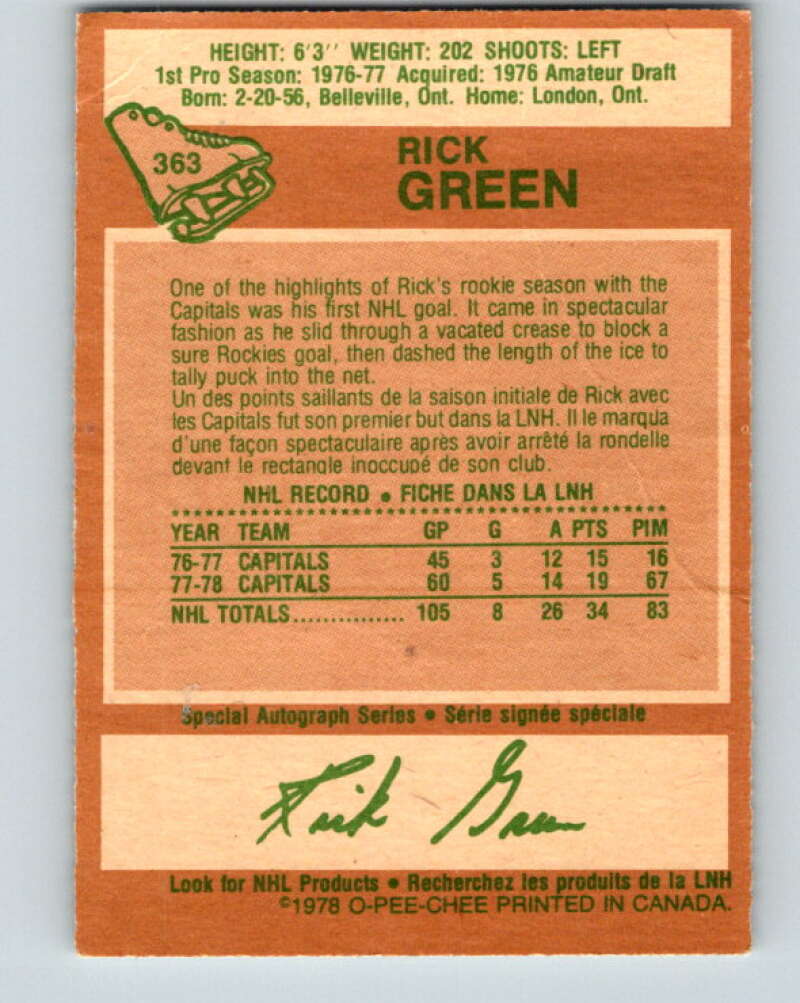 HEIGHT: 6'3'' WEIGHT: 202 SHOOTS: LEFT
1st Pro Season: 1976-77 Acquired: 1976 Amateur Draft
Born: 2-20-56, Belleville, Ont. Home: London, Ont.
363
RICK
GREEN
One of the highlights of Rick's rookie season with the
Capitals was his first NHL goal. It came in spectacular
fashion as he slid through a vacated crease to block a
sure Rockies goal, then dashed the length of the ice to
tally puck into the net.
Un des points saillants de la saison initiale de Rick avec
les Capitals fut son premier but dans la LNH. Il le marqua
d'une façon spectaculaire après avoir arrêté la rondelle
devant le rectangle inoccupé de son club.
NHL RECORD • FICHE DANS LA LNH
YEAR TEAM GP G A PTS PIM
76-77 CAPITALS 45 3 12 15 16
77-78 CAPITALS 60 5 14 19 67
NHL TOTALS............... 105 8 26 34 83
Special Autograph Series • Série signée spéciale
Rick Green
Look for NHL Products • Recherchez les produits de la LNH
©1978 O-PEE-CHEE PRINTED IN CANADA.